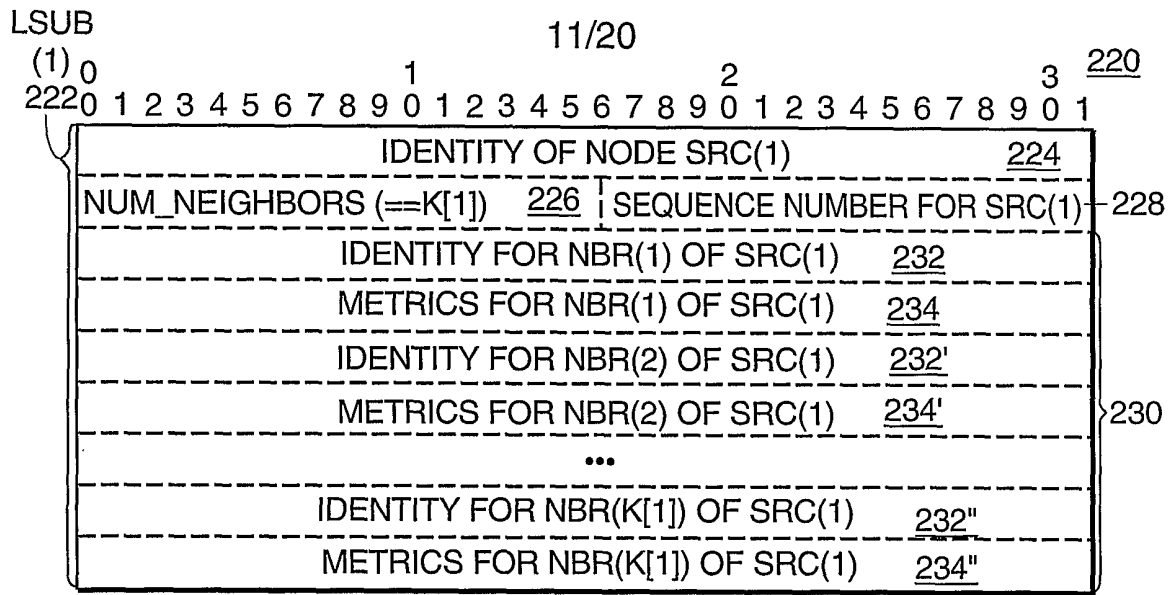 LSUB
11/20
(1) 0 1 2 3 220
222 0 1 2 3 4 5 6 7 8 9 0 1 2 3 4 5 6 7 8 9 0 1 2 3 4 5 6 7 8 9 0 1
IDENTITY OF NODE SRC(1) 224
NUM_NEIGHBORS (==K[1]) 226 SEQUENCE NUMBER FOR SRC(1) 228
IDENTITY FOR NBR(1) OF SRC(1) 232
METRICS FOR NBR(1) OF SRC(1) 234
IDENTITY FOR NBR(2) OF SRC(1) 232'
METRICS FOR NBR(2) OF SRC(1) 234' 230
•••
IDENTITY FOR NBR(K[1]) OF SRC(1) 232"
METRICS FOR NBR(K[1]) OF SRC(1) 234"